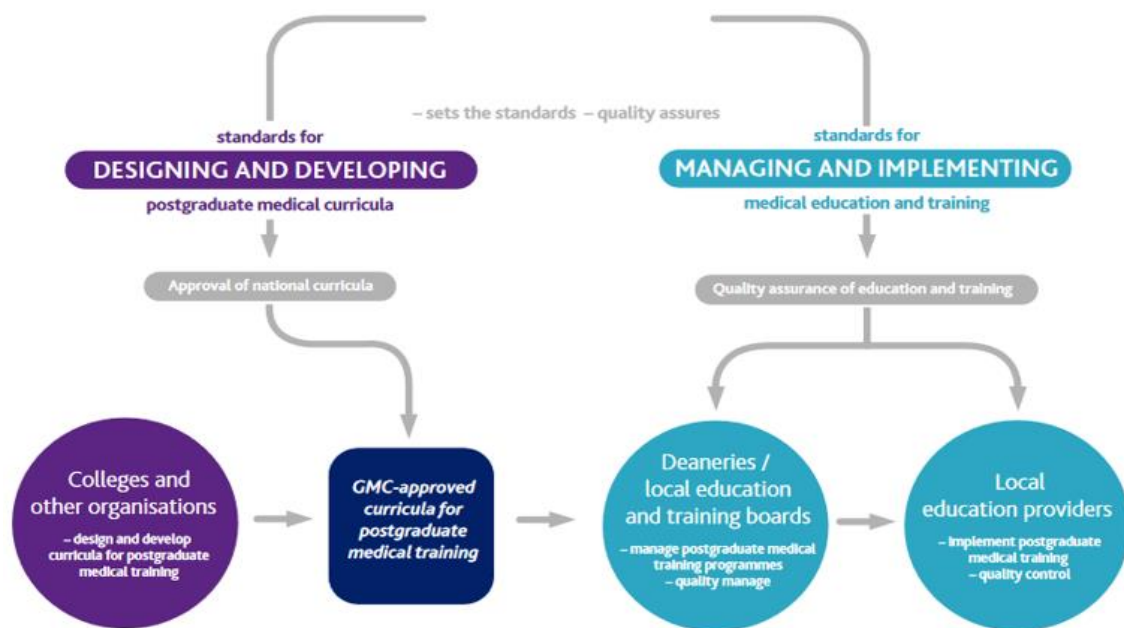 – sets the standards – quality assures
standards for
DESIGNING AND DEVELOPING
postgraduate medical curricula
standards for
MANAGING AND IMPLEMENTING
medical education and training
Approval of national curricula
Quality assurance of education and training
Colleges and
other organisations
– design and develop
curricula for postgraduate
medical training
GMC-approved
curricula for
postgraduate
medical training
Deaneries /
local education
and training boards
– manage postgraduate medical
training programmes
– quality manage
Local
education providers
– implement postgraduate
medical training
– quality control